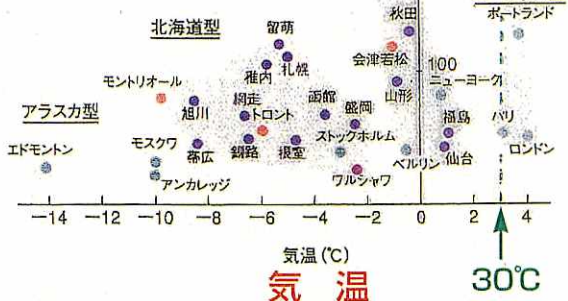 ポートランド
秋田
北海道型
留萌
会津若松
稚内 札幌
100
ニューヨーク
モントリオール
山形
アラスカ型
旭川
網走
トロント
函館
盛岡
福島
パリ
モスクワ
ストックホルム
エドモントン
帯広
釧路
根室
ベルリン
仙台
ロンドン
アンカレッジ
ワルシャワ
-14 -12 -10 -8 -6 -4 -2 0 2 4
気温(℃)
気 温
30℃